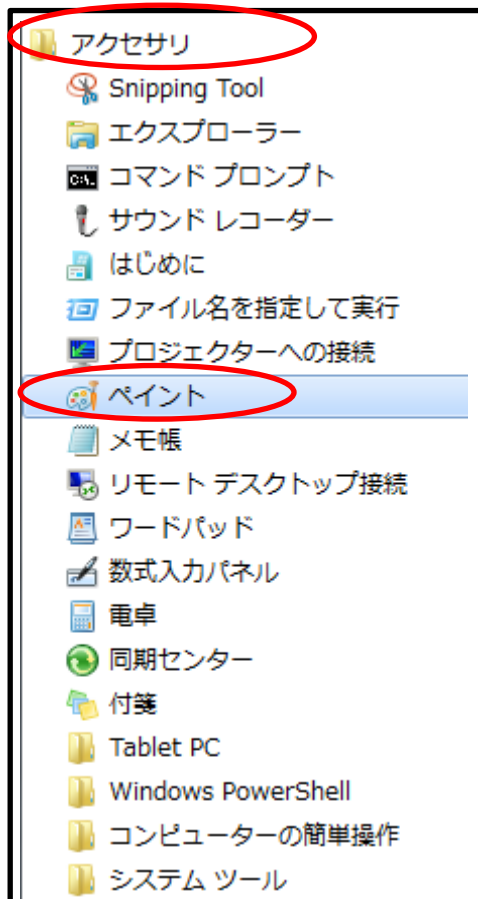 アクセサリ
Snipping Tool
エクスプローラー
コマンド プロンプト
サウンド レコーダー
はじめに
ファイル名を指定して実行
プロジェクターへの接続
ペイント
メモ帳
リモート デスクトップ接続
ワードパッド
数式入力パネル
電卓
同期センター
付箋
Tablet PC
Windows PowerShell
コンピューターの簡単操作
システム ツール